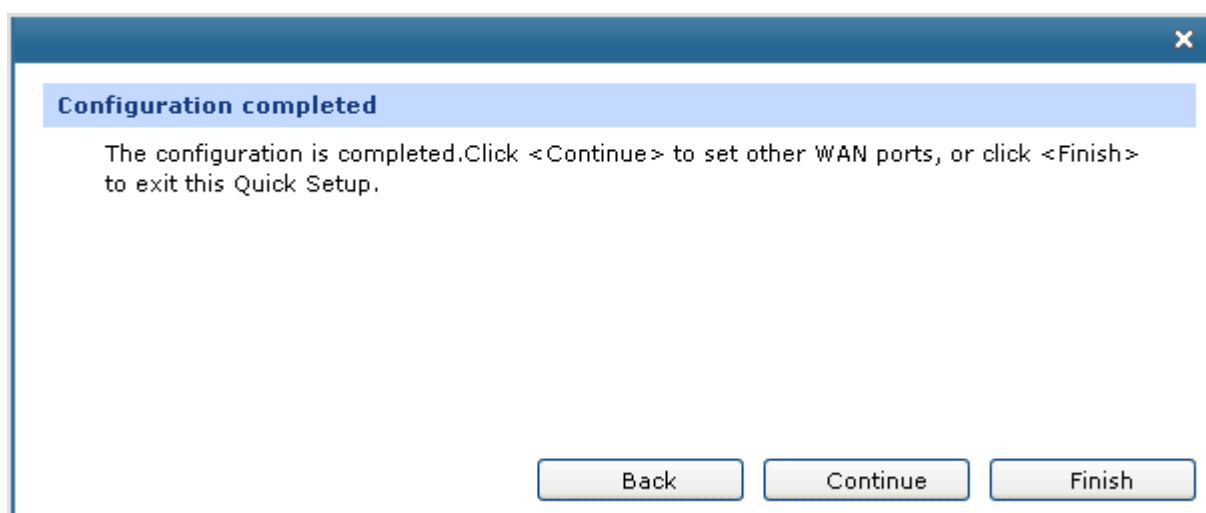 Configuration completed
The configuration is completed.Click <Continue> to set other WAN ports, or click <Finish>
to exit this Quick Setup.
Back Continue Finish